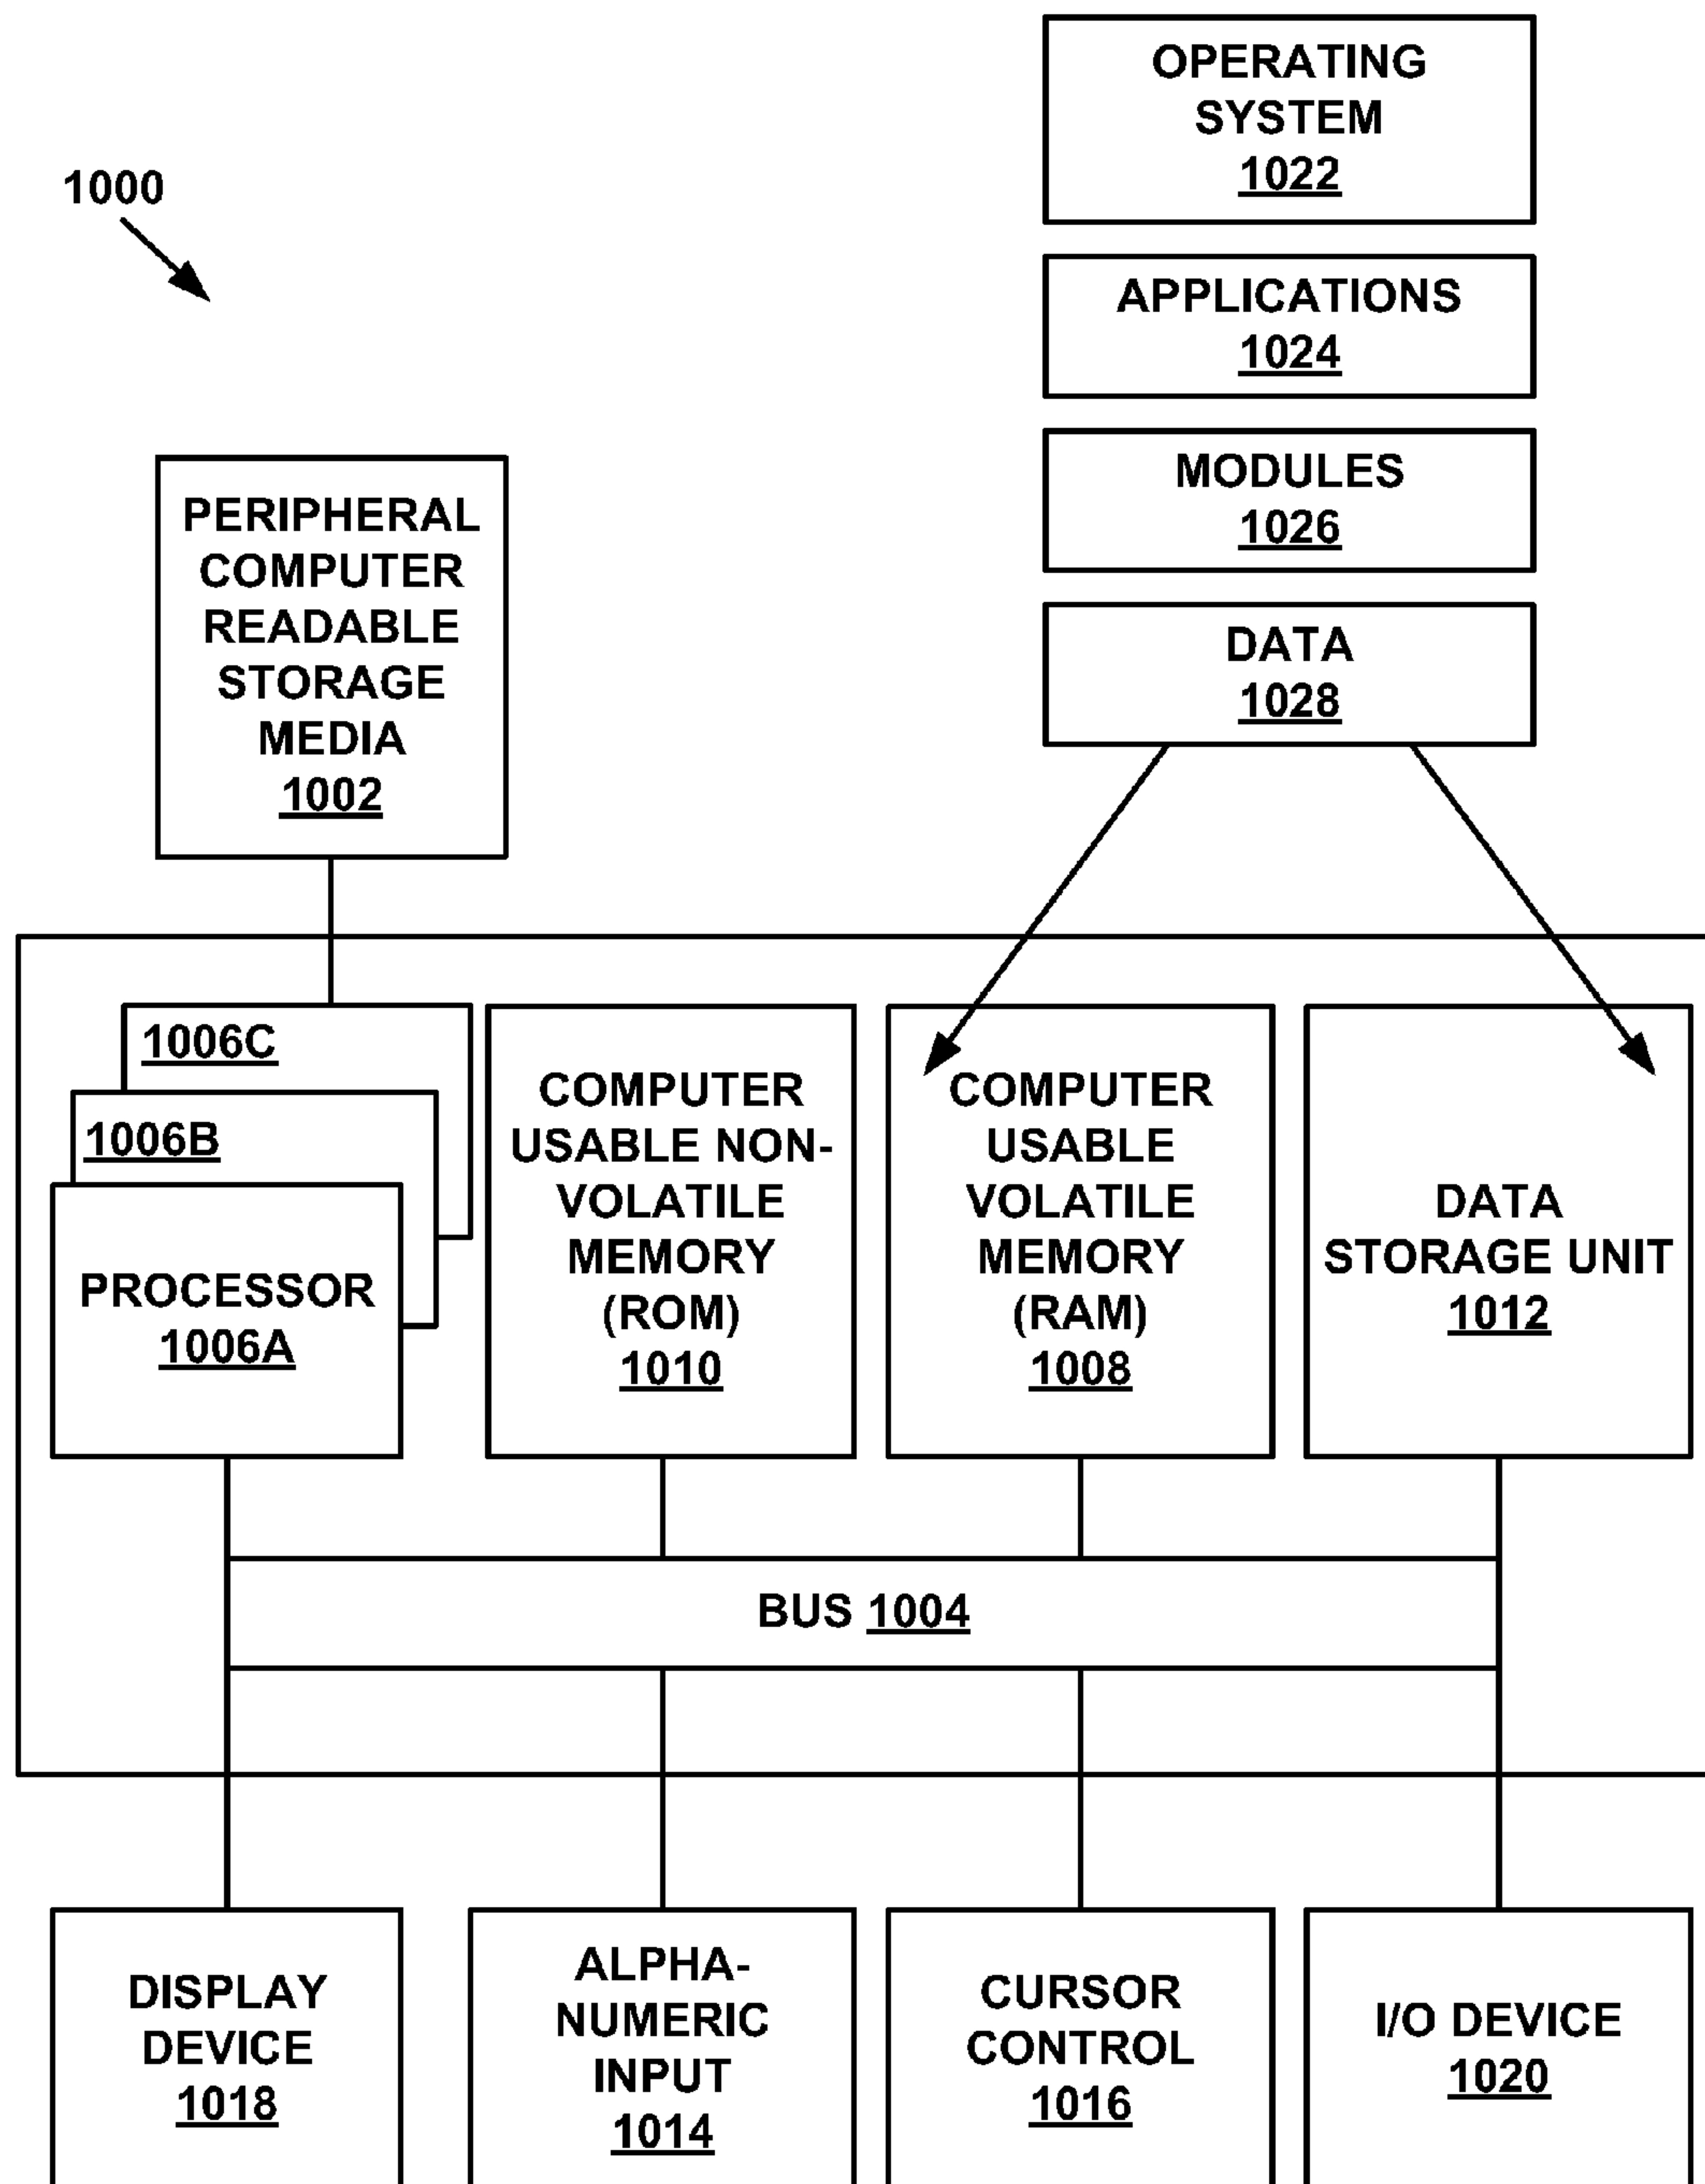 OPERATING
SYSTEM
1022
1000
APPLICATIONS
1024
MODULES
1026
PERIPHERAL
COMPUTER
READABLE
STORAGE
MEDIA
1002
DATA
1028
1006C
1006B
PROCESSOR
1006A
COMPUTER
USABLE NON-
VOLATILE
MEMORY
(ROM)
1010
COMPUTER
USABLE
VOLATILE
MEMORY
(RAM)
1008
DATA
STORAGE UNIT
1012
BUS 1004
DISPLAY
DEVICE
1018
ALPHA-
NUMERIC
INPUT
1014
CURSOR
CONTROL
1016
I/O DEVICE
1020